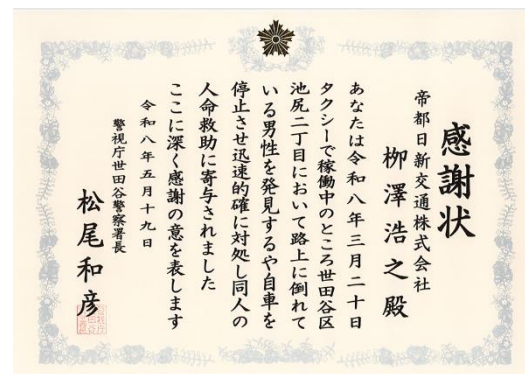 感謝状
帝都日新交通株式会社
栁澤浩之殿
あなたは令和八年三月二十日
タクシーで稼働中のところ世田谷区
池尻二丁目において路上に倒れて
いる男性を発見するや自車を
停止させ迅速的確に対処し同人の
人命救助に寄与されました
ここに深く感謝の意を表します
令和八年五月十九日
警視庁世田谷警察署長
松尾和彦